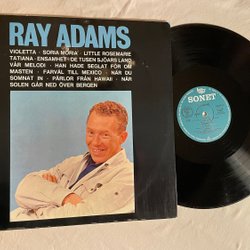 RAY ADAMS
VIOLETTA · SORIA MORIA · LITTLE ROSEMARIE
TATIANA · ENSAMHET · DE TUSEN SJÖARS LAND
VÅR MELODI · HAN HADE SEGLAT FÖR OM
MASTEN · FARVÄL TILL MEXICO · NÄR DU
SOMNAT IN · PÄRLOR FRÅN HAWAII · NÄR
SOLEN GÅR NED ÖVER BERGEN
SONET